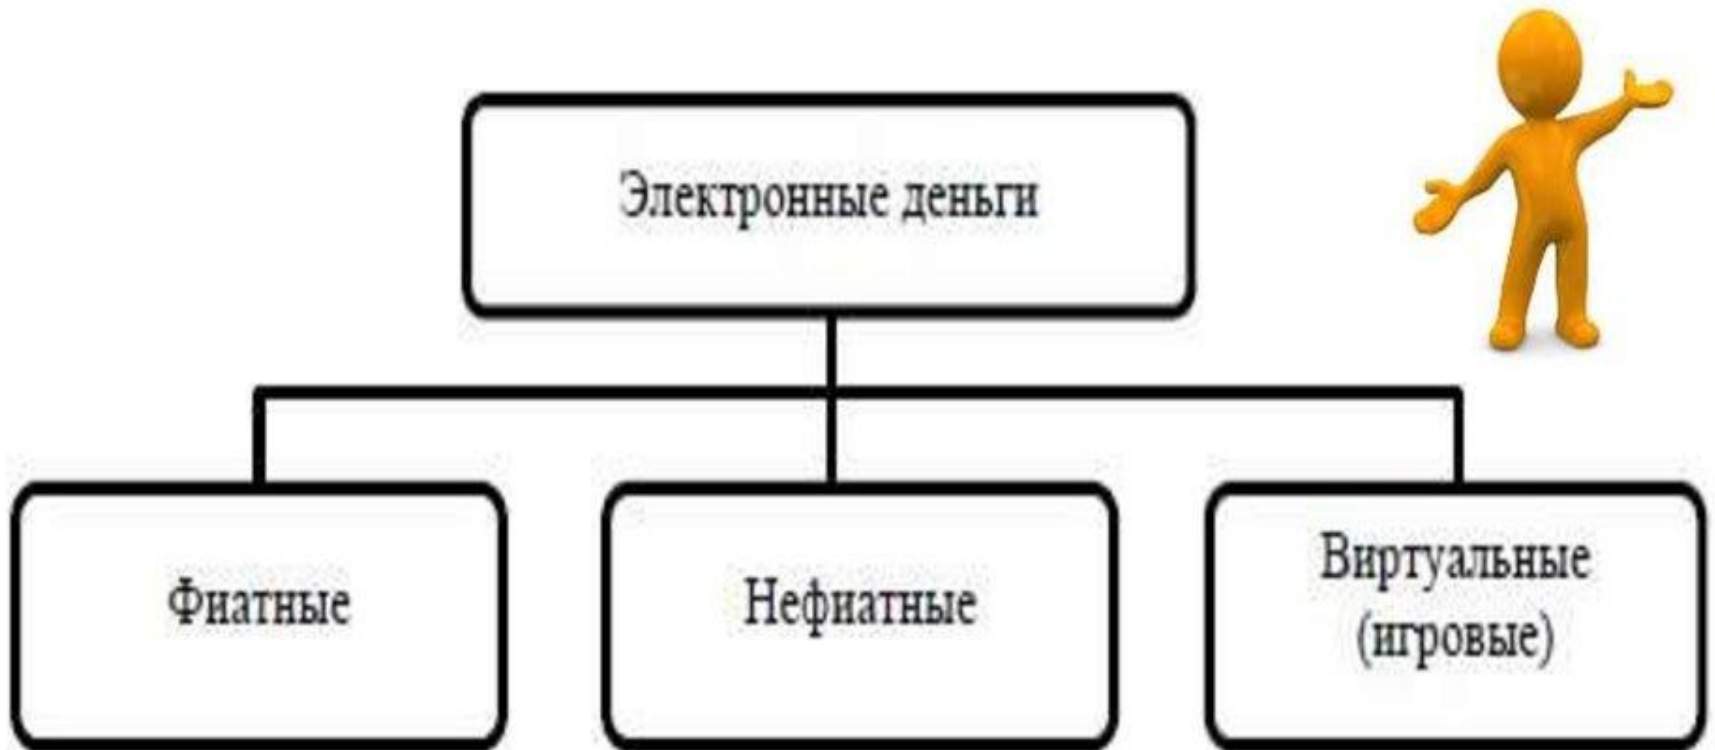 Электронные деньги
Фиатные
Нефиатные
Виртуальные
(игровые)